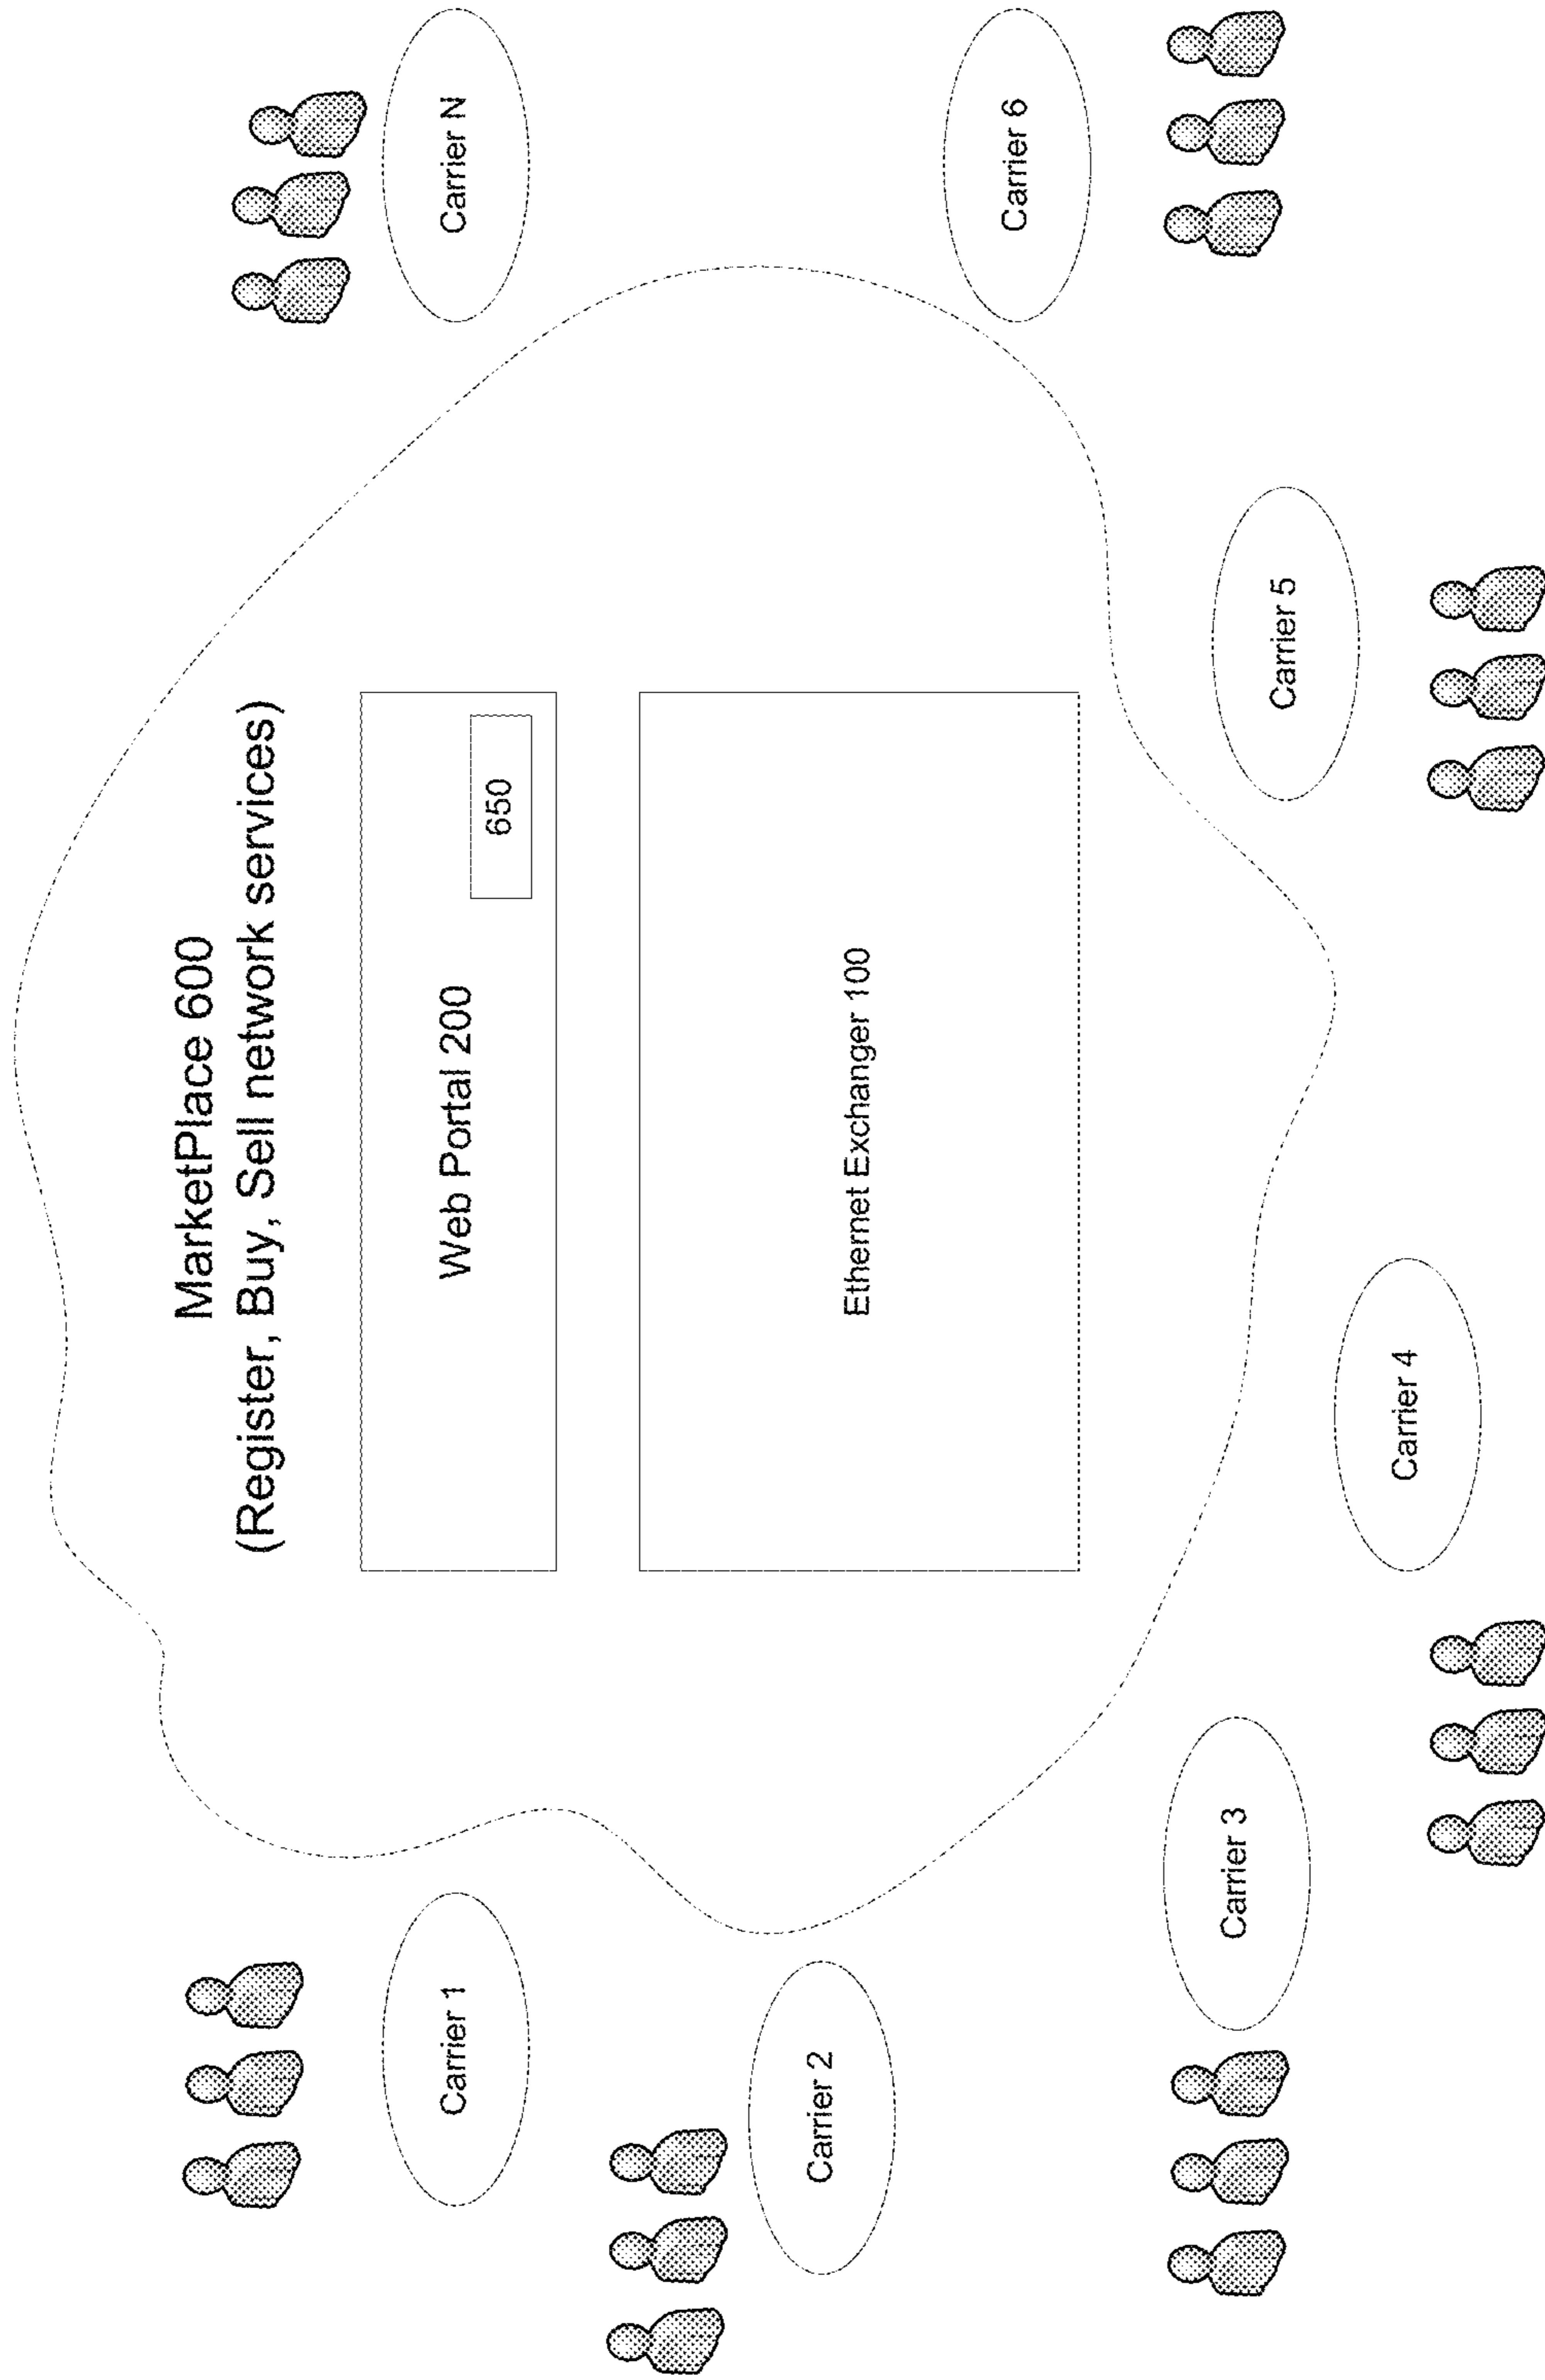 MarketPlace 600
(Register, Buy, Sell network services)
Web Portal 200
650
Ethernet Exchanger 100
Carrier 1
Carrier 2
Carrier 3
Carrier 4
Carrier 5
Carrier 6
Carrier N